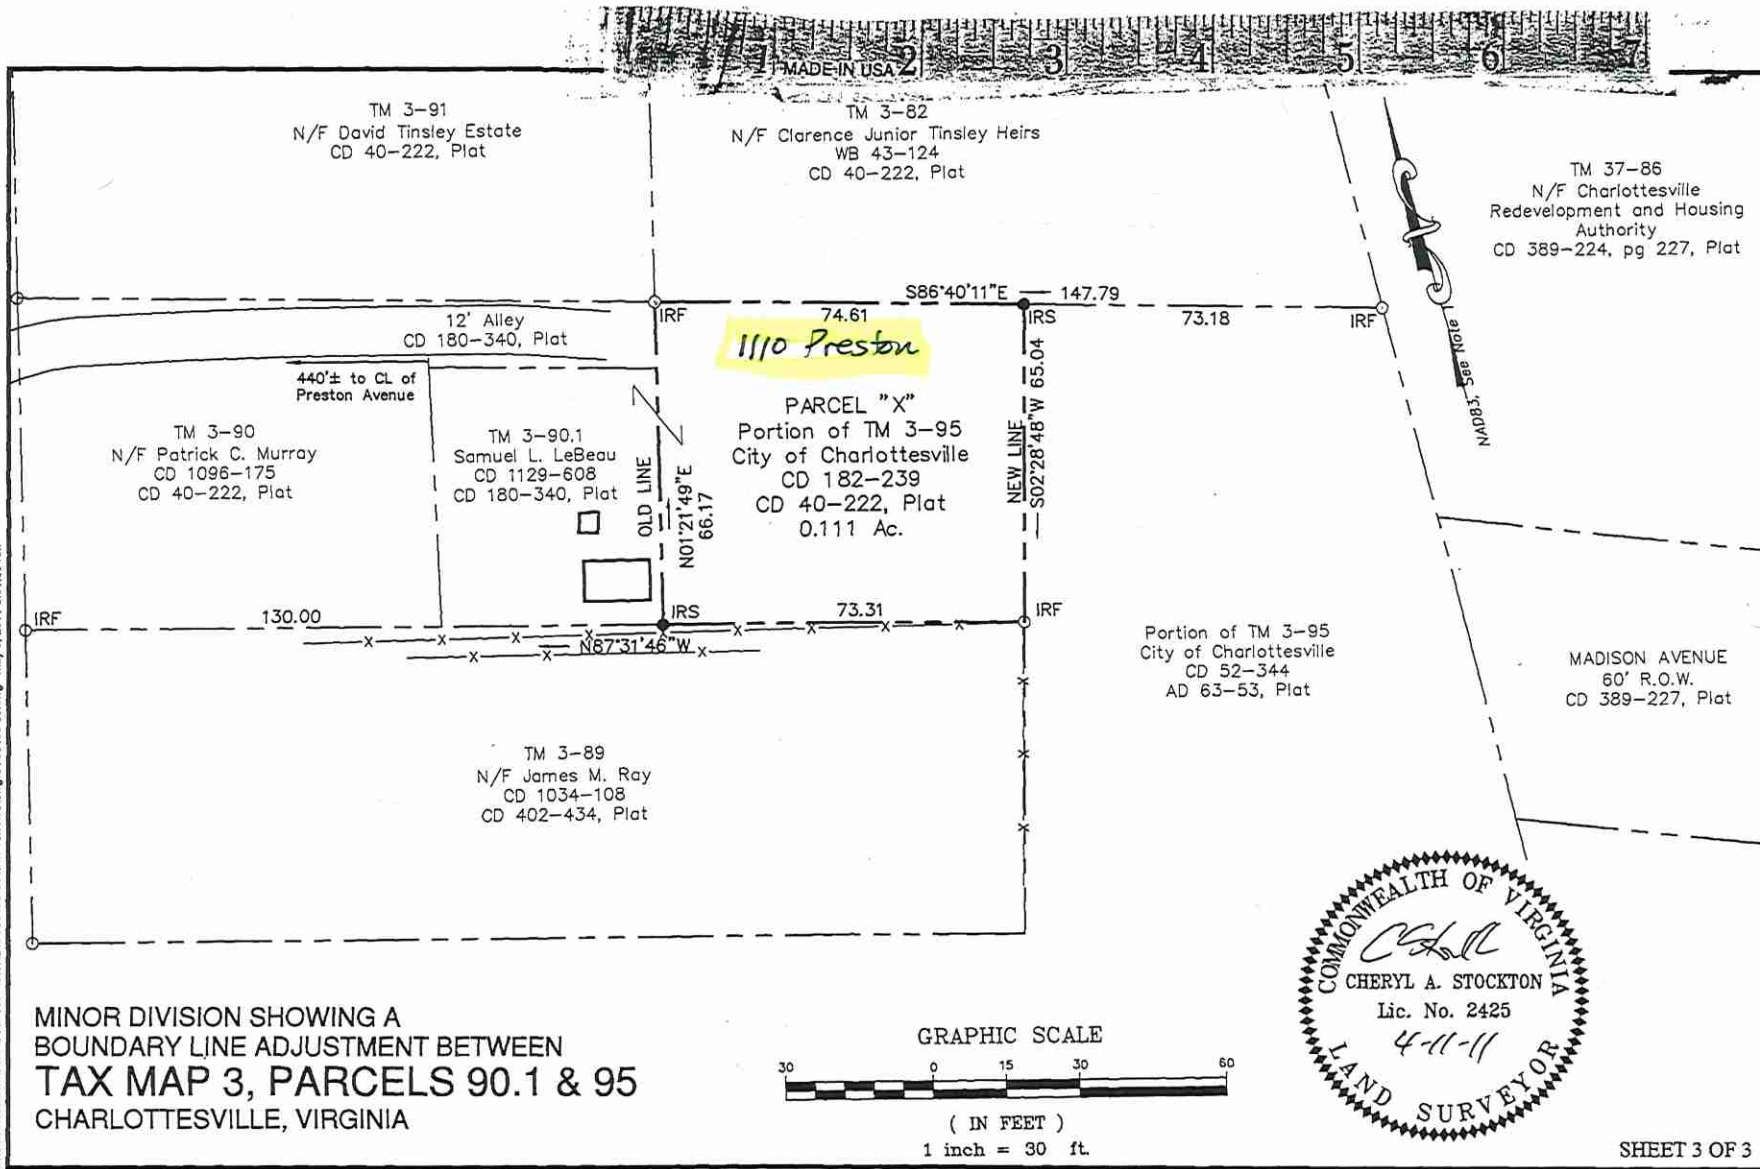 1 2 3 4 5 6 7
MADE IN USA
TM 3-91
N/F David Tinsley Estate
CD 40-222, Plat
TM 3-82
N/F Clarence Junior Tinsley Heirs
WB 43-124
CD 40-222, Plat
TM 37-86
N/F Charlottesville
Redevelopment and Housing
Authority
CD 389-224, pg 227, Plat
NAD83, See Note 1
S86°40'11"E — 147.79
IRF
74.61
IRS
73.18
IRF
12' Alley
CD 180-340, Plat
1110 Preston
440'± to CL of
Preston Avenue
TM 3-90
N/F Patrick C. Murray
CD 1096-175
CD 40-222, Plat
TM 3-90.1
Samuel L. LeBeau
CD 1129-608
CD 180-340, Plat
OLD LINE
N01°21'49"E
66.17
PARCEL "X"
Portion of TM 3-95
City of Charlottesville
CD 182-239
CD 40-222, Plat
0.111 Ac.
NEW LINE
S02°28'48"W 65.04
IRF
130.00
IRS
73.31
IRF
N87°31'46"W
Portion of TM 3-95
City of Charlottesville
CD 52-344
AD 63-53, Plat
MADISON AVENUE
60' R.O.W.
CD 389-227, Plat
TM 3-89
N/F James M. Ray
CD 1034-108
CD 402-434, Plat
COMMONWEALTH OF VIRGINIA
CHERYL A. STOCKTON
Lic. No. 2425
4-11-11
LAND SURVEYOR
MINOR DIVISION SHOWING A
BOUNDARY LINE ADJUSTMENT BETWEEN
TAX MAP 3, PARCELS 90.1 & 95
CHARLOTTESVILLE, VIRGINIA
GRAPHIC SCALE
30 0 15 30 60
( IN FEET )
1 inch = 30 ft.
SHEET 3 OF 3